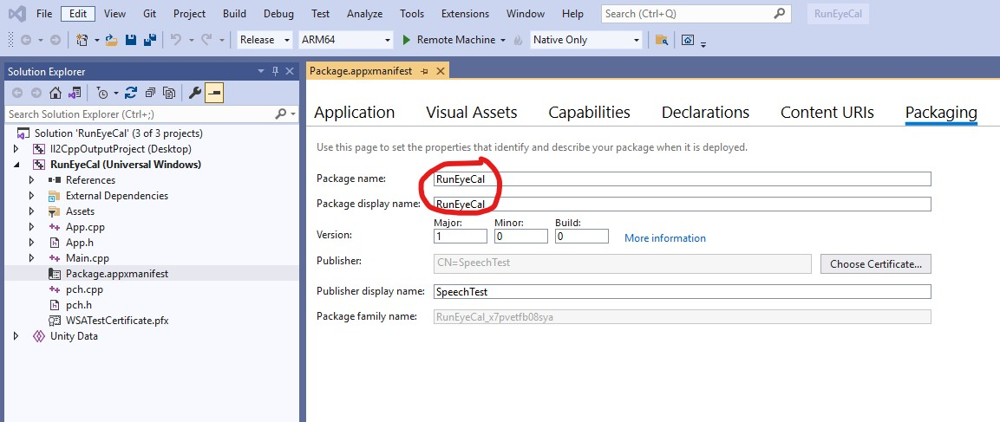 File Edit View Git Project Build Debug Test Analyze Tools Extensions Window Help Search (Ctrl+Q) RunEyeCal
Release ARM64 Remote Machine Native Only
Solution Explorer
Search Solution Explorer (Ctrl+;)
Solution 'RunEyeCal' (3 of 3 projects)
Il2CppOutputProject (Desktop)
RunEyeCal (Universal Windows)
References
External Dependencies
Assets
App.cpp
App.h
Main.cpp
Package.appxmanifest
pch.cpp
pch.h
WSATestCertificate.pfx
Unity Data
Package.appxmanifest
Application Visual Assets Capabilities Declarations Content URIs Packaging
Use this page to set the properties that identify and describe your package when it is deployed.
Package name: RunEyeCal
Package display name: RunEyeCal
Major: Minor: Build:
Version: 1 0 0 More information
Publisher: CN=SpeechTest Choose Certificate...
Publisher display name: SpeechTest
Package family name: RunEyeCal_x7pvetfb08sya